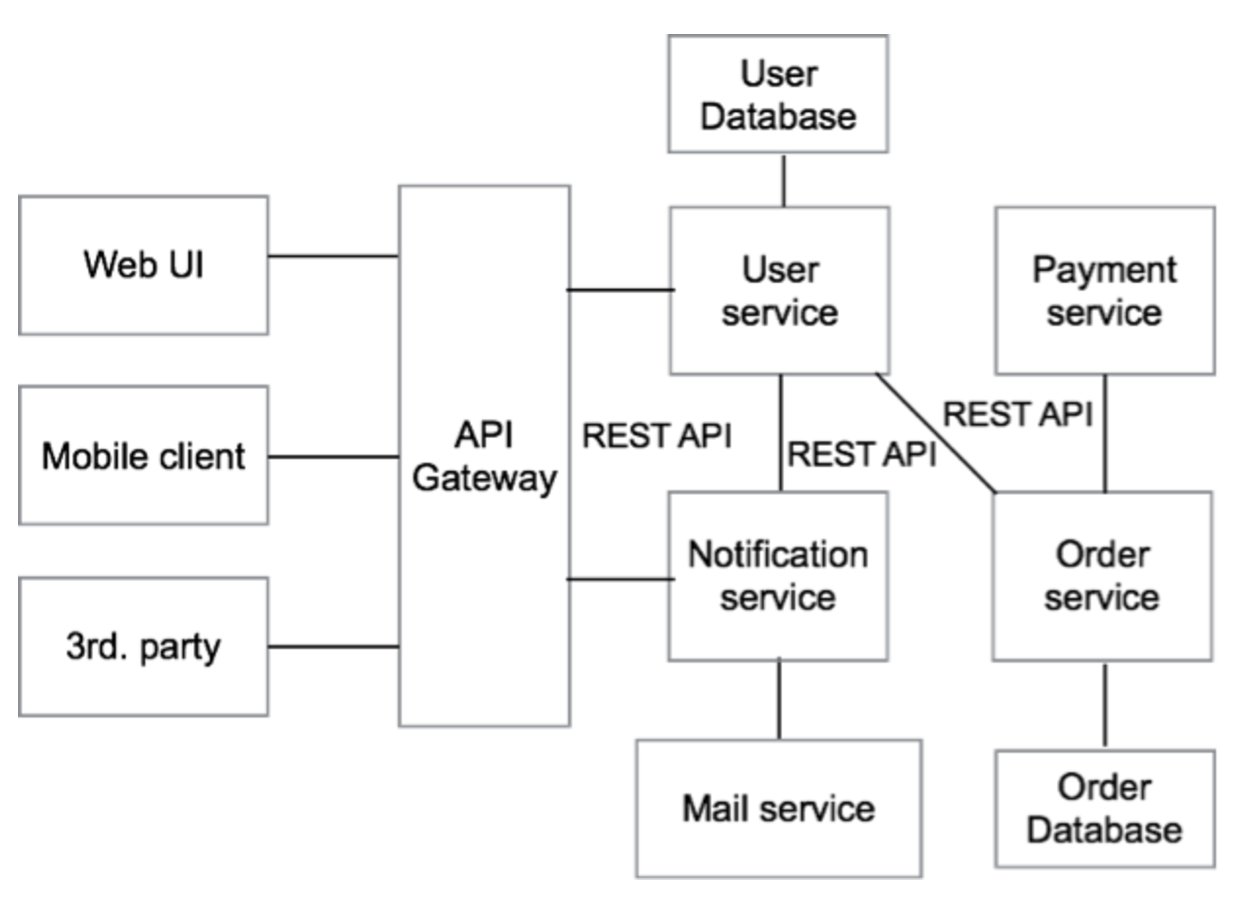 User
Database
Web UI
User
service
Payment
service
Mobile client
API
Gateway
REST API
REST API
REST API
3rd. party
Notification
service
Order
service
Mail service
Order
Database